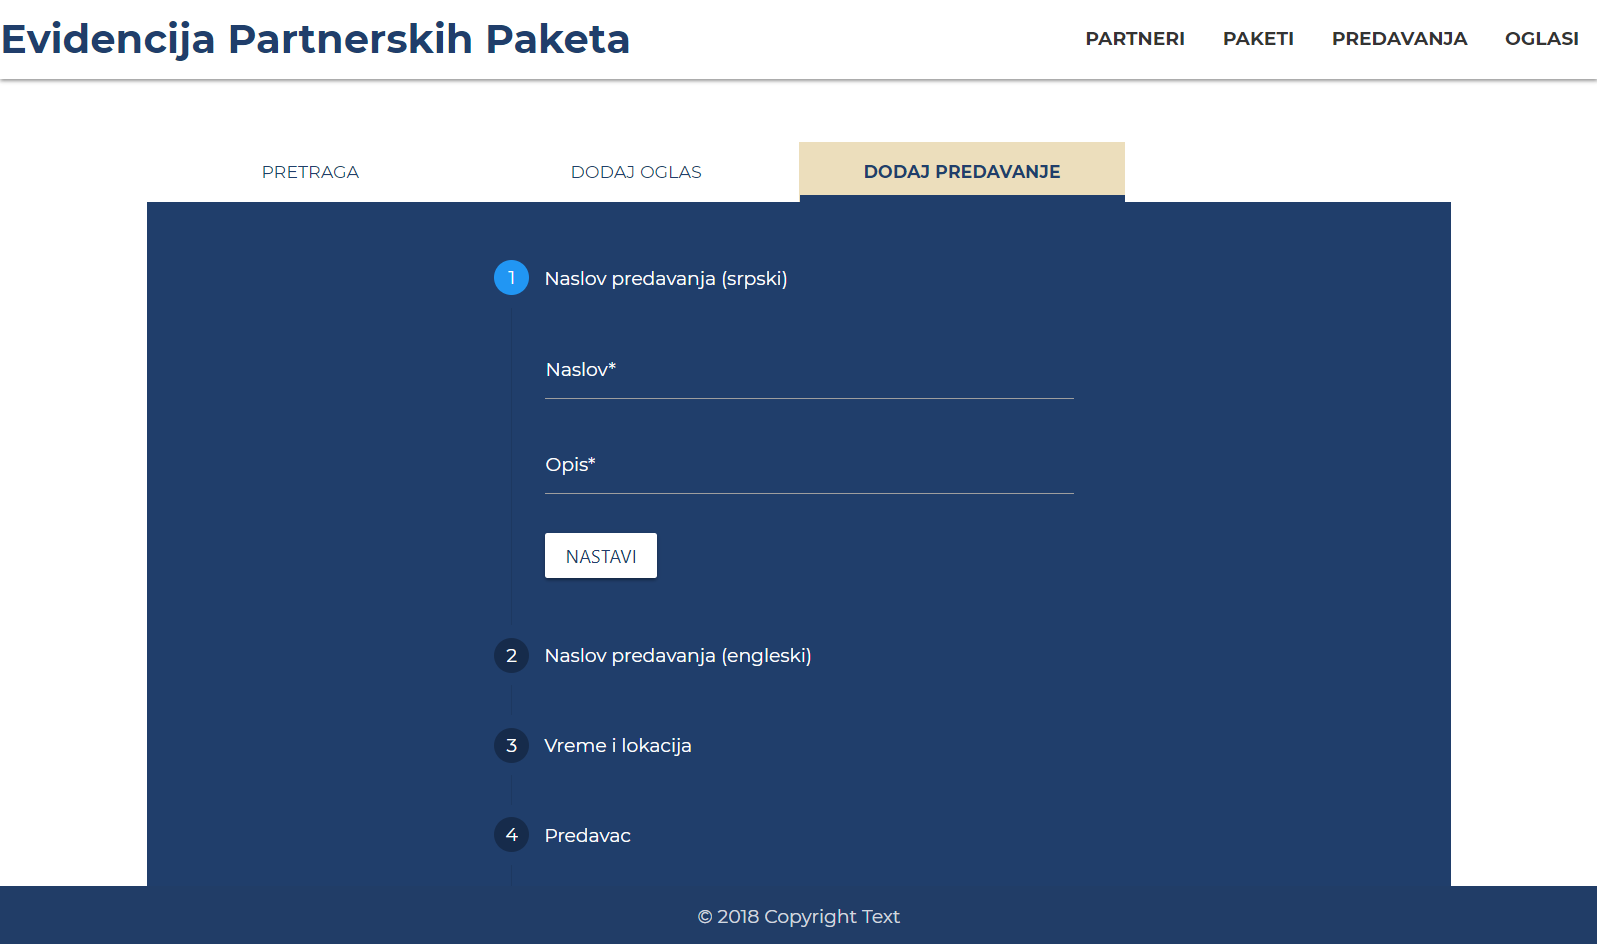 Evidencija Partnerskih Paketa
PARTNERI PAKETI PREDAVANJA OGLASI
PRETRAGA DODAJ OGLAS DODAJ PREDAVANJE
1 Naslov predavanja (srpski)
Naslov*
Opis*
NASTAVI
2 Naslov predavanja (engleski)
3 Vreme i lokacija
4 Predavac
© 2018 Copyright Text